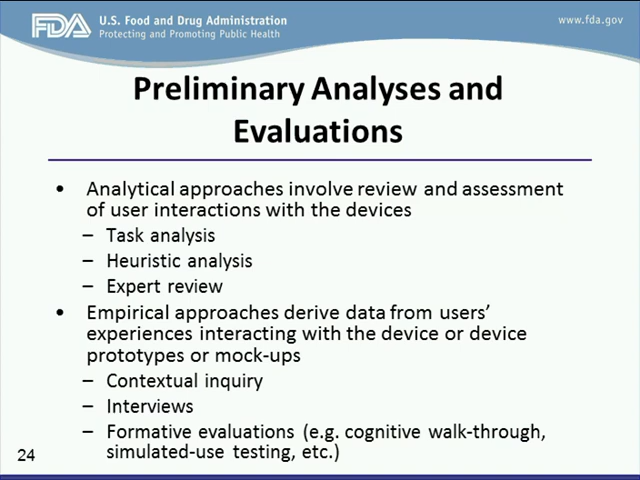 FDA U.S. Food and Drug Administration
Protecting and Promoting Public Health
www.fda.gov
Preliminary Analyses and
Evaluations
• Analytical approaches involve review and assessment
of user interactions with the devices
– Task analysis
– Heuristic analysis
– Expert review
• Empirical approaches derive data from users’
experiences interacting with the device or device
prototypes or mock-ups
– Contextual inquiry
– Interviews
– Formative evaluations (e.g. cognitive walk-through,
simulated-use testing, etc.)
24